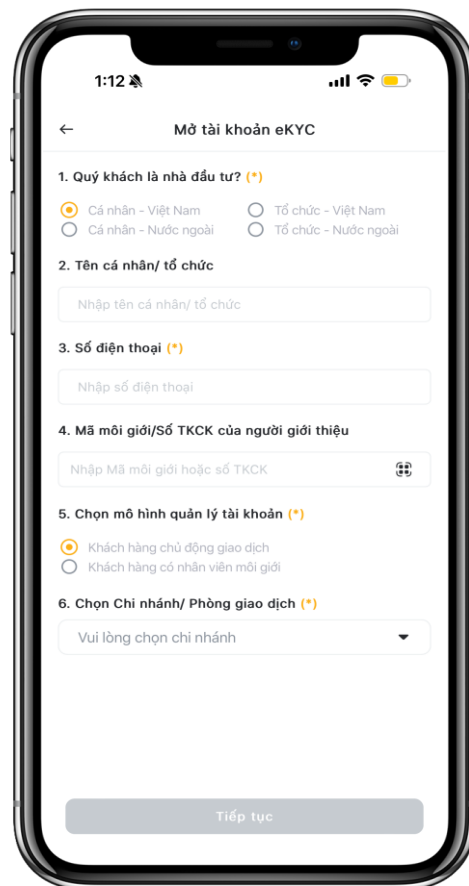 1:12
Mở tài khoản eKYC
1. Quý khách là nhà đầu tư? (*)
Cá nhân - Việt Nam
Tổ chức - Việt Nam
Cá nhân - Nước ngoài
Tổ chức - Nước ngoài
2. Tên cá nhân/ tổ chức
Nhập tên cá nhân/ tổ chức
3. Số điện thoại (*)
Nhập số điện thoại
4. Mã môi giới/Số TKCK của người giới thiệu
Nhập Mã môi giới hoặc số TKCK
5. Chọn mô hình quản lý tài khoản (*)
Khách hàng chủ động giao dịch
Khách hàng có nhân viên môi giới
6. Chọn Chi nhánh/ Phòng giao dịch (*)
Vui lòng chọn chi nhánh
Tiếp tục